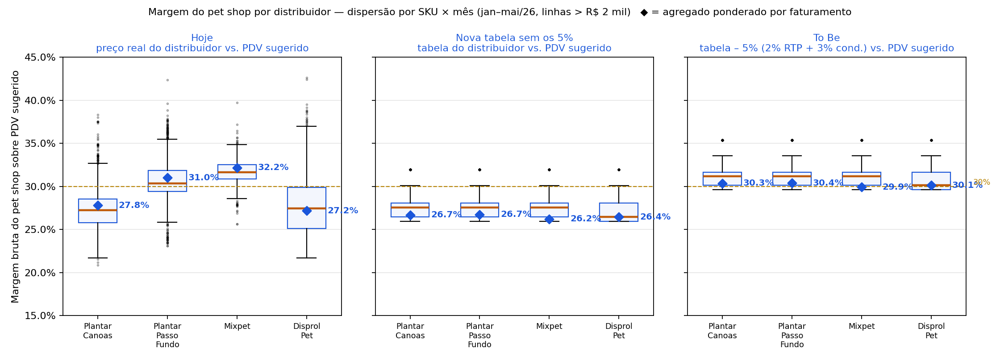 Margem do pet shop por distribuidor — dispersão por SKU × mês (jan–mai/26, linhas > R$ 2 mil)   ◆ = agregado ponderado por faturamento
Hoje
preço real do distribuidor vs. PDV sugerido
Nova tabela sem os 5%
tabela do distribuidor vs. PDV sugerido
To Be
tabela – 5% (2% RTP + 3% cond.) vs. PDV sugerido
Margem bruta do pet shop sobre PDV sugerido
45.0%
40.0%
35.0%
30.0%
25.0%
20.0%
15.0%
27.8%
31.0%
32.2%
27.2%
26.7%
26.7%
26.2%
26.4%
30.3%
30.4%
29.9%
30.1%
30%
Plantar
Canoas
Plantar
Passo
Fundo
Mixpet
Disprol
Pet
Plantar
Canoas
Plantar
Passo
Fundo
Mixpet
Disprol
Pet
Plantar
Canoas
Plantar
Passo
Fundo
Mixpet
Disprol
Pet